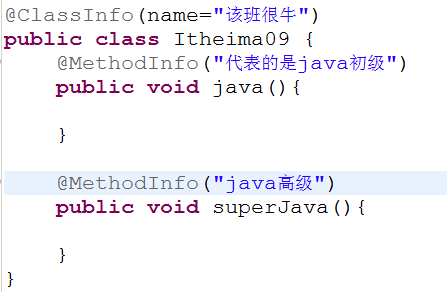 @ClassInfo(name="该班很牛")
public class Itheima09 {
    @MethodInfo("代表的是java初级")
    public void java(){

    }

    @MethodInfo("java高级")
    public void superJava(){

    }
}